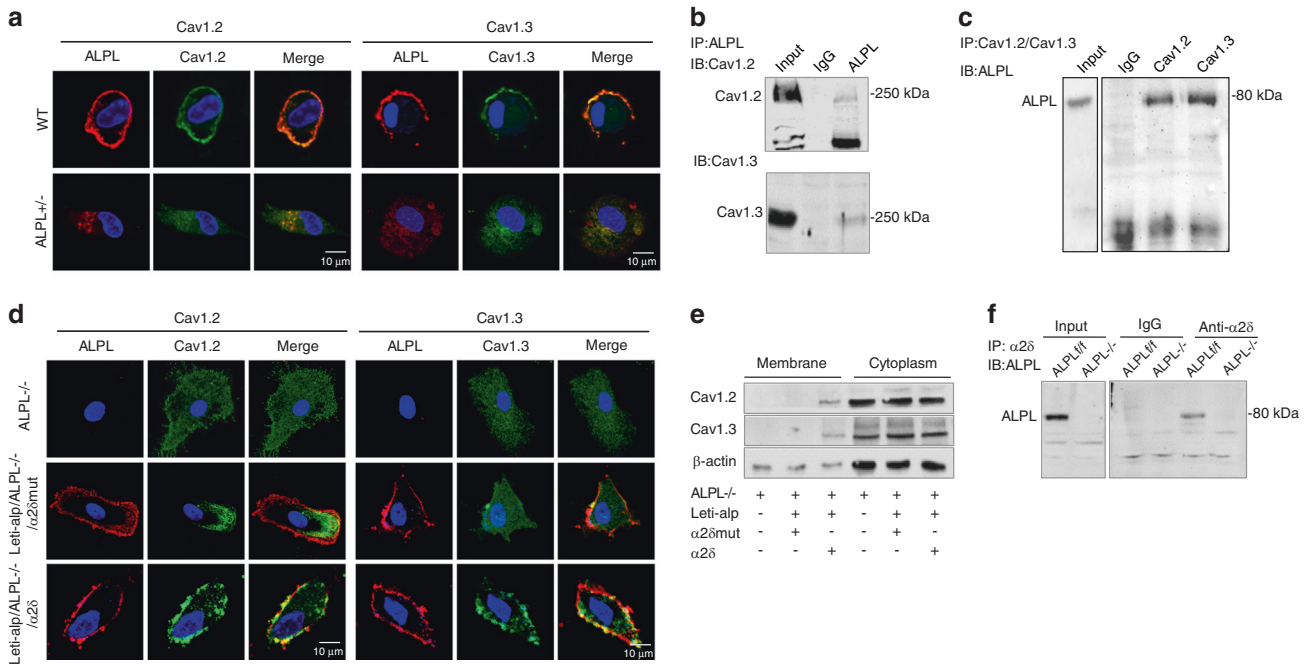 a
Cav1.2
Cav1.3
ALPL
Cav1.2
Merge
ALPL
Cav1.3
Merge
WT
ALPL+/-
10 μm
10 μm
b
IP:ALPL
IB:Cav1.2
Input
IgG
ALPL
Cav1.2
-250 kDa
IB:Cav1.3
Cav1.3
-250 kDa
c
IP:Cav1.2/Cav1.3
IB:ALPL
Input
IgG
Cav1.2
Cav1.3
ALPL
-80 kDa
d
Cav1.2
Cav1.3
ALPL
Cav1.2
Merge
ALPL
Cav1.3
Merge
ALPL-/-
Leti-alp/ALPL-/-
/α2δmut
Leti-alp/ALPL-/-
/α2δ
10 μm
10 μm
e
Membrane
Cytoplasm
Cav1.2
Cav1.3
β-actin
ALPL-/- + + + + + +
Leti-alp - + + - + +
α2δmut - + - - + -
α2δ - - + - - +
f
Input
IgG
Anti-α2δ
IP: α2δ
IB:ALPL
ALPLf/f
ALPL-/-
ALPLf/f
ALPL-/-
ALPLf/f
ALPL-/-
ALPL
-80 kDa